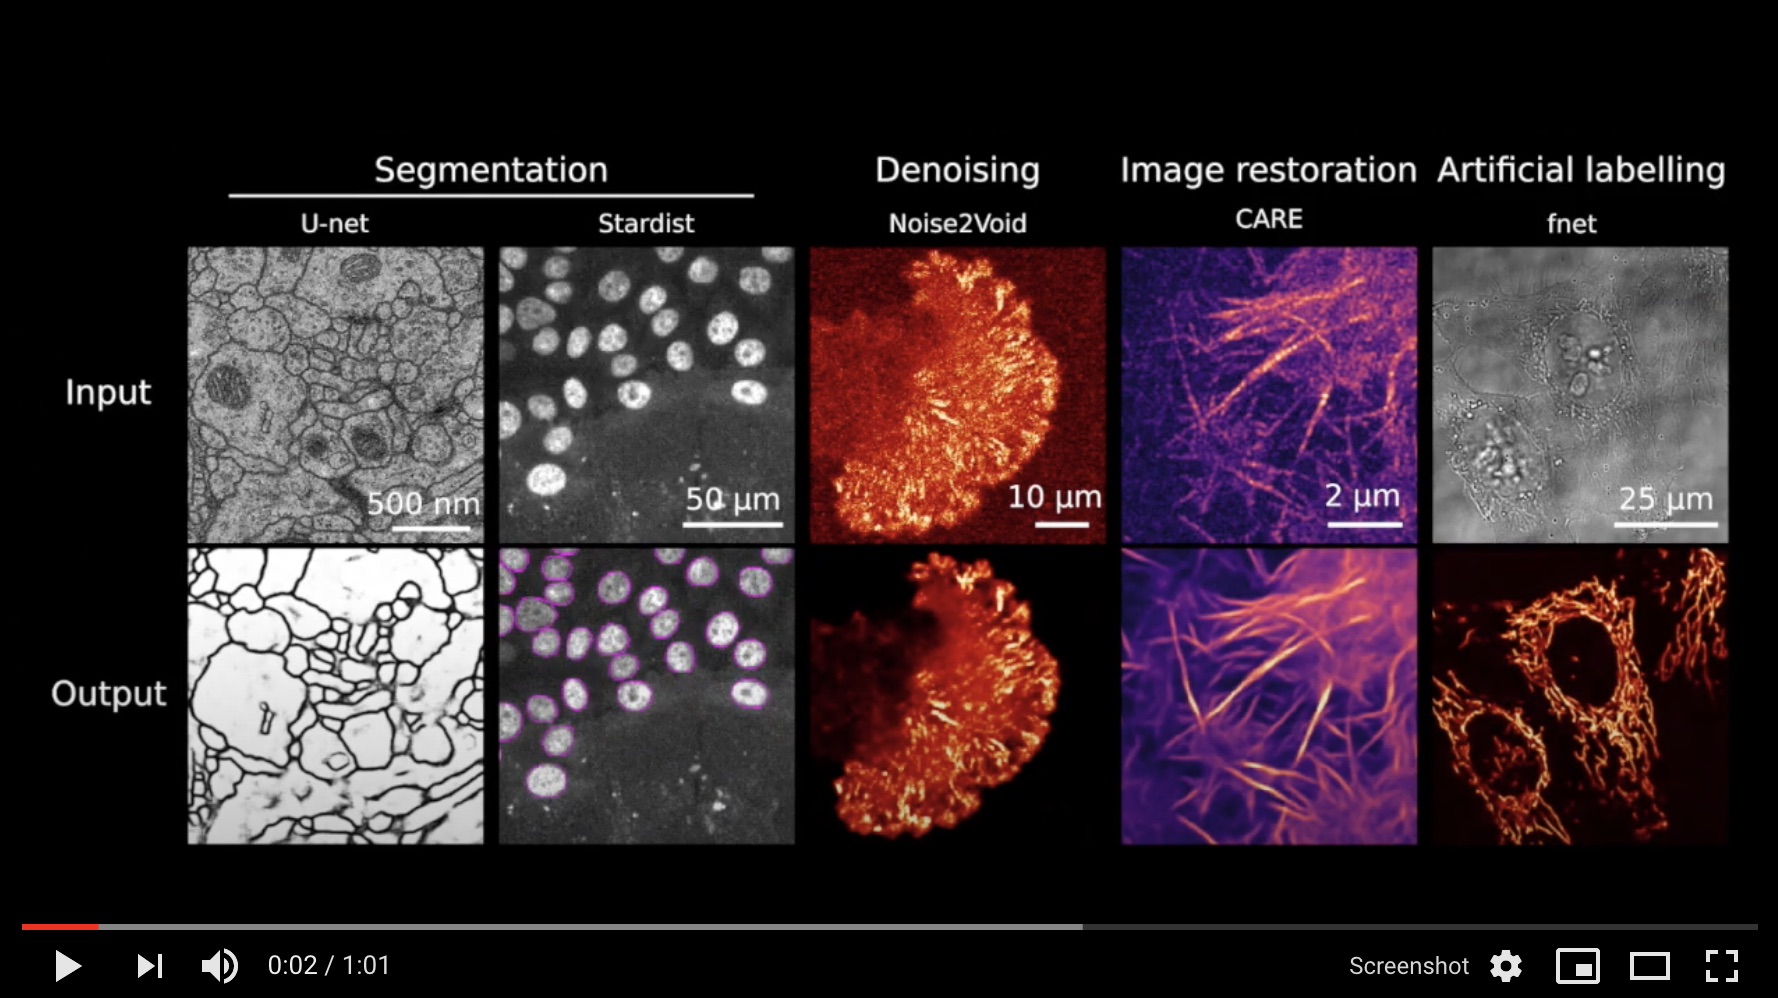 Segmentation
Denoising
Image restoration
Artificial labelling
U-net
Stardist
Noise2Void
CARE
fnet
Input
500 nm
50 µm
10 µm
2 µm
25 µm
Output
0:02 / 1:01
Screenshot